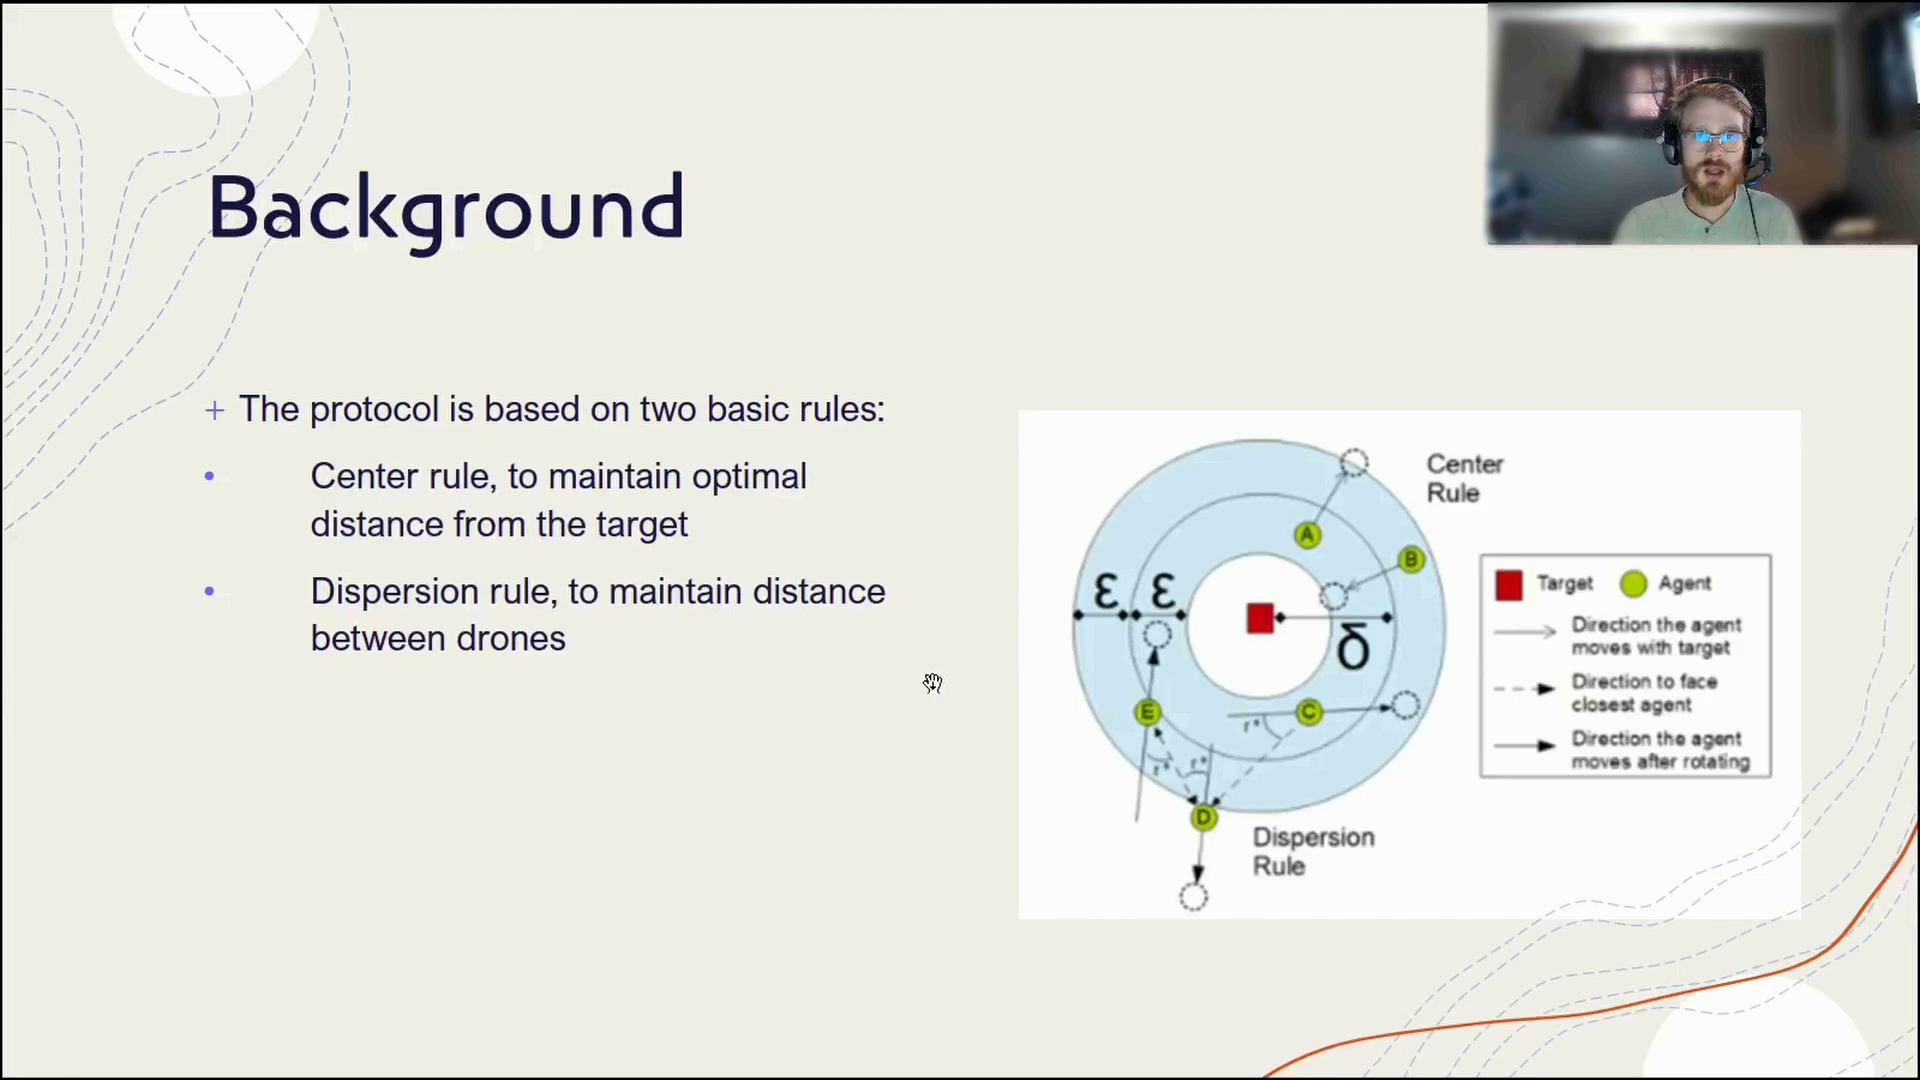 Background
+ The protocol is based on two basic rules:
• Center rule, to maintain optimal
distance from the target
• Dispersion rule, to maintain distance
between drones
Center
Rule
A
B
ε ε
δ
E
C
r*
r* r*
D
Dispersion
Rule
Target Agent
Direction the agent
moves with target
Direction to face
closest agent
Direction the agent
moves after rotating